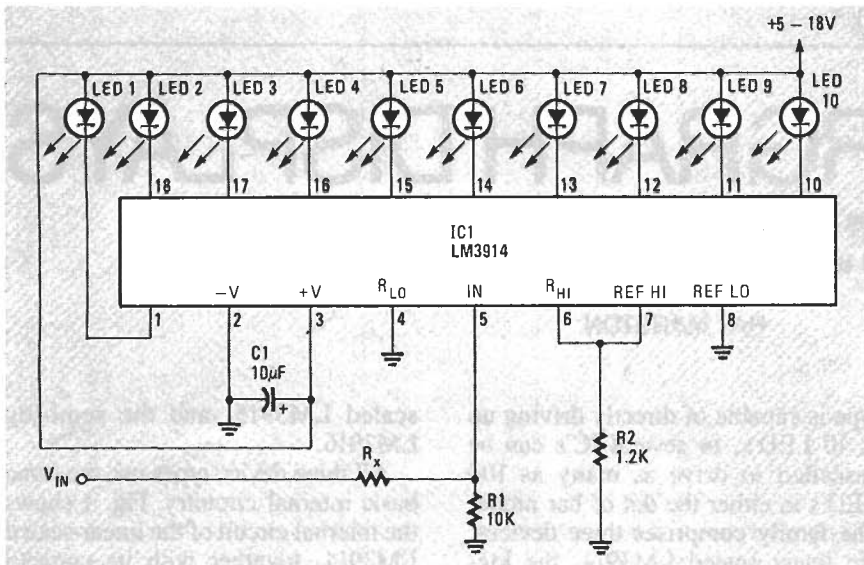 +5 – 18V
LED 1 LED 2 LED 3 LED 4 LED 5 LED 6 LED 7 LED 8 LED 9 LED 10
18 17 16 15 14 13 12 11 10
IC1
LM3914
–V +V RLO IN RHI REF HI REF LO
1 2 3 4 5 6 7 8
C1
10µF
+
R2
1.2K
VIN
Rx
R1
10K